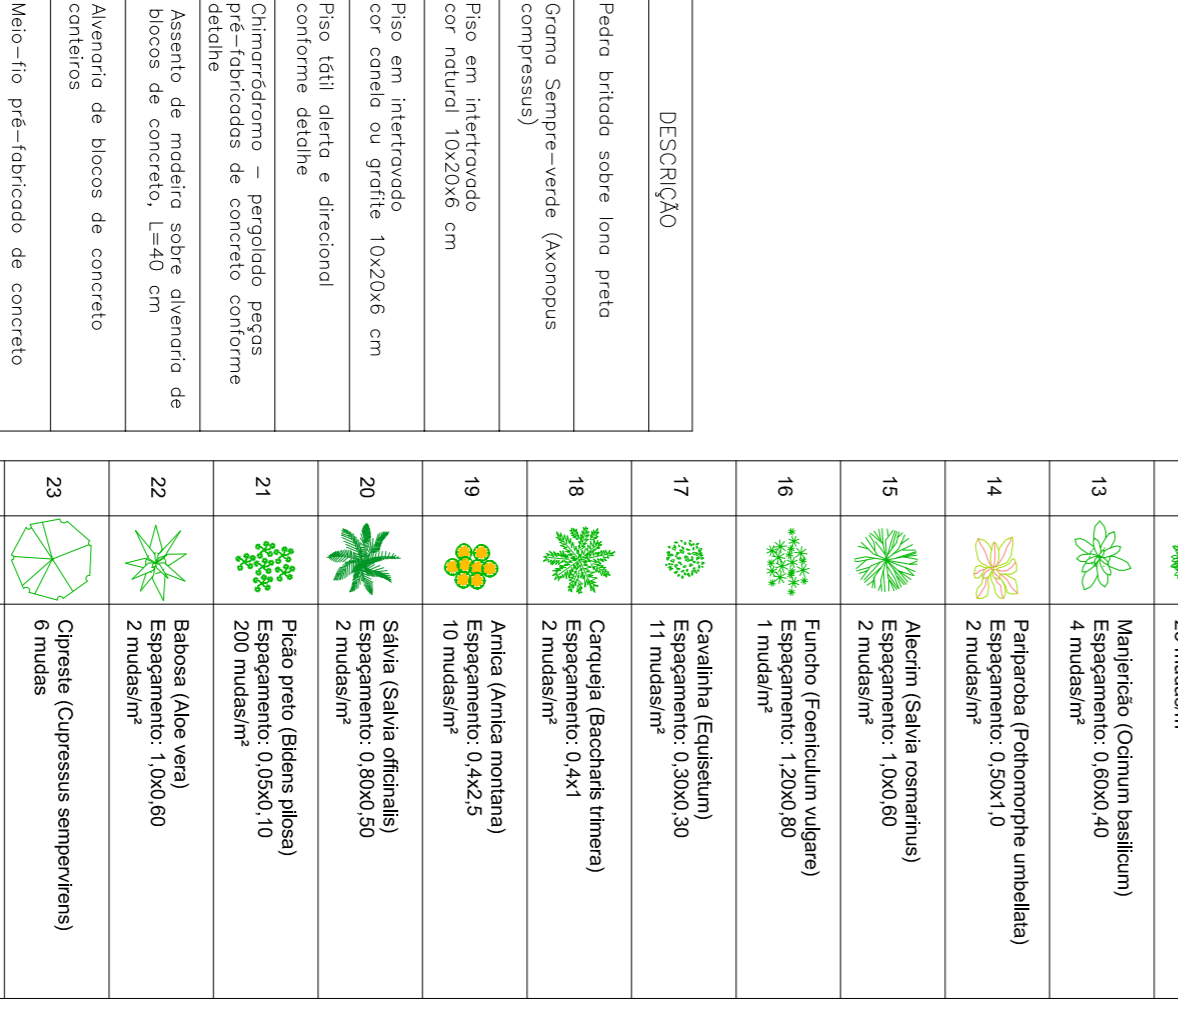 DESCRIÇÃO
Pedra britada sobre lona preta
Grama Sempre-verde (Axonopus
compressus)
Piso em intertravado
cor natural 10x20x6 cm
Piso em intertravado
cor canela ou grafite 10x20x6 cm
Piso tátil alerta e direcional
conforme detalhe
Chimarródromo - pergolado peças
pré-fabricadas de concreto conforme
detalhe
Assento de madeira sobre alvenaria de
blocos de concreto, L=40 cm
Alvenaria de blocos de concreto
canteiros
Meio-fio pré-fabricado de concreto
13
Manjericão (Ocimum basilicum)
Espaçamento: 0,60x0,40
4 mudas/m²
14
Pariparoba (Pothomorphe umbellata)
Espaçamento: 0,50x1,0
2 mudas/m²
15
Alecrim (Salvia rosmarinus)
Espaçamento: 1,0x0,60
2 mudas/m²
16
Funcho (Foeniculum vulgare)
Espaçamento: 1,20x0,80
1 muda/m²
17
Cavalinha (Equisetum)
Espaçamento: 0,30x0,30
11 mudas/m²
18
Carqueja (Baccharis trimera)
Espaçamento: 0,4x1
2 mudas/m²
19
Arnica (Arnica montana)
Espaçamento: 0,4x2,5
10 mudas/m²
20
Sálvia (Salvia officinalis)
Espaçamento: 0,80x0,50
2 mudas/m²
21
Picão preto (Bidens pilosa)
Espaçamento: 0,05x0,10
200 mudas/m²
22
Babosa (Aloe vera)
Espaçamento: 1,0x0,60
2 mudas/m²
23
Cipreste (Cupressus sempervirens)
6 mudas